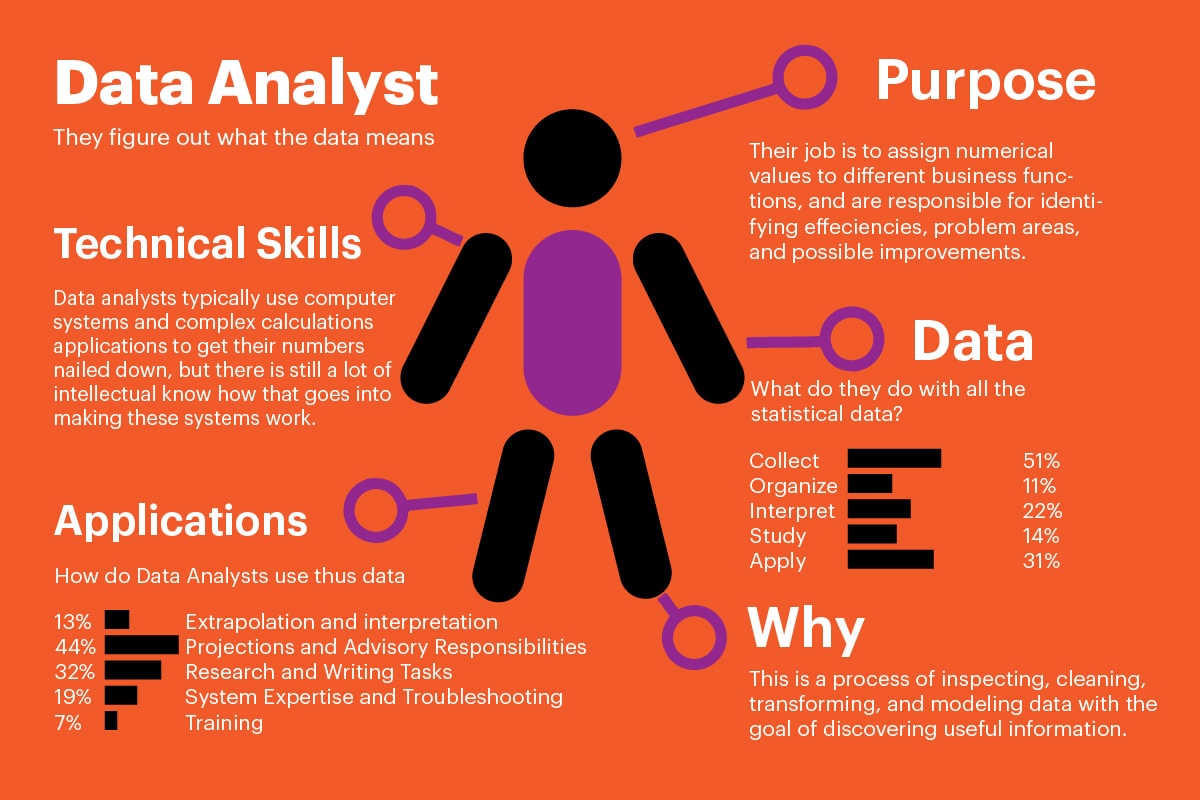 Data Analyst
They figure out what the data means
Technical Skills
Data analysts typically use computer
systems and complex calculations
applications to get their numbers
nailed down, but there is still a lot of
intellectual know how that goes into
making these systems work.
Applications
How do Data Analysts use thus data
13% Extrapolation and interpretation
44% Projections and Advisory Responsibilities
32% Research and Writing Tasks
19% System Expertise and Troubleshooting
7% Training
Purpose
Their job is to assign numerical
values to different business func-
tions, and are responsible for identi-
fying effeciencies, problem areas,
and possible improvements.
Data
What do they do with all the
statistical data?
Collect 51%
Organize 11%
Interpret 22%
Study 14%
Apply 31%
Why
This is a process of inspecting, cleaning,
transforming, and modeling data with the
goal of discovering useful information.